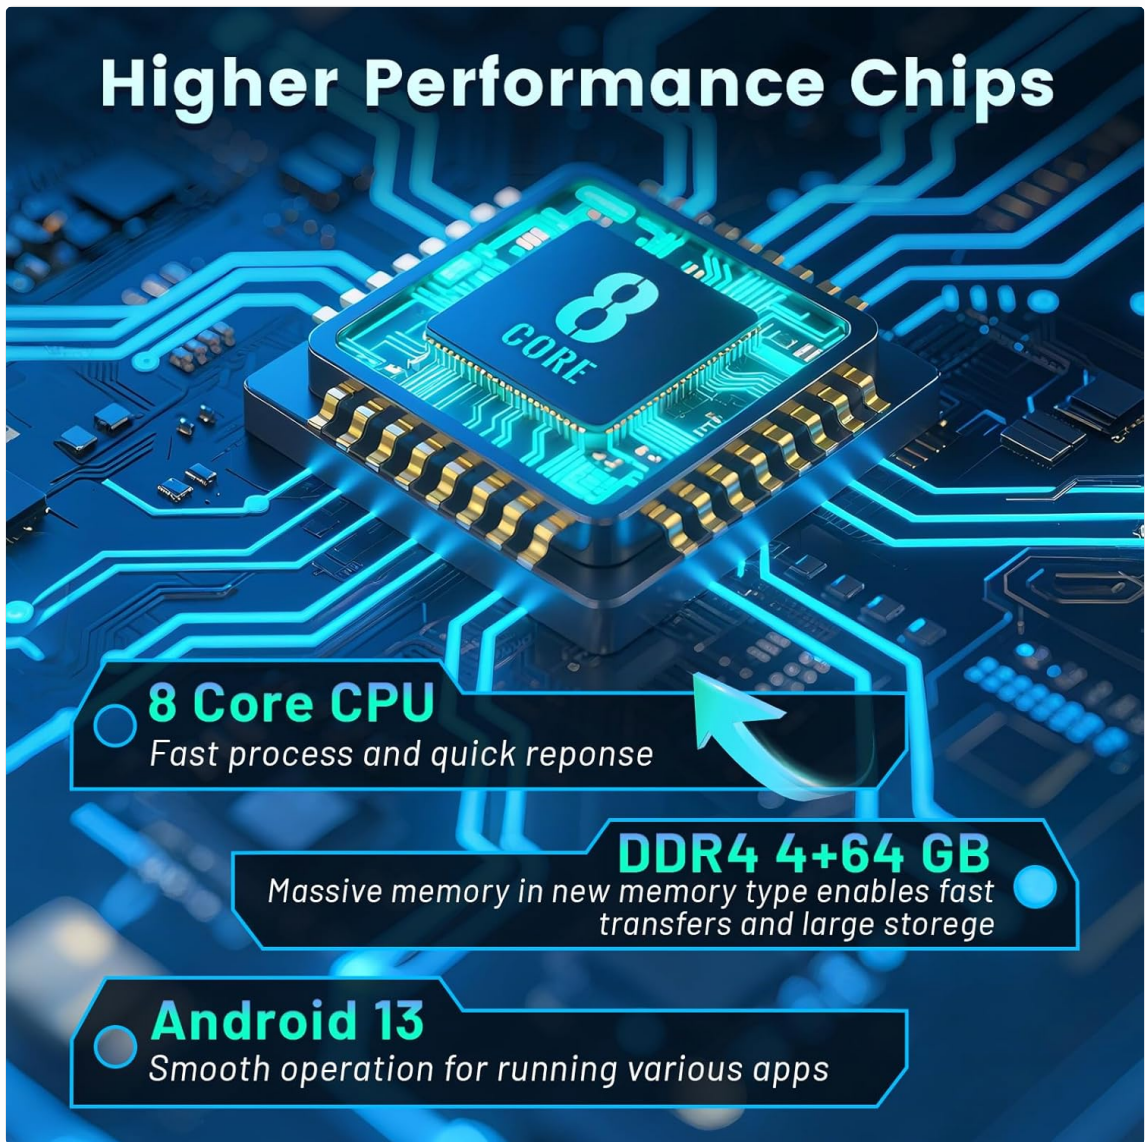 Higher Performance Chips
8
CORE
8 Core CPU
Fast process and quick reponse
DDR4 4+64 GB
Massive memory in new memory type enables fast
transfers and large storege
Android 13
Smooth operation for running various apps